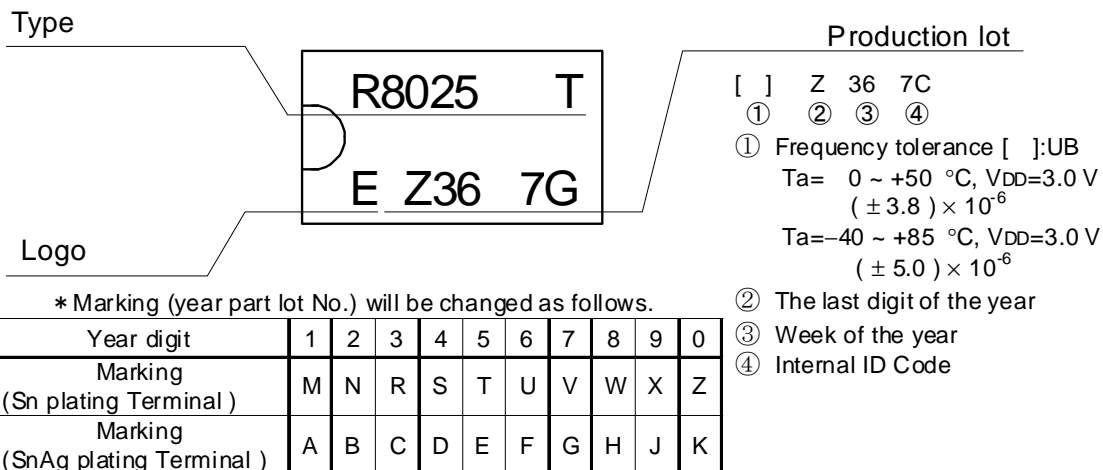 Type
R8025 T
E Z36 7G
Logo
Production lot
[ ] Z 36 7C
① ② ③ ④
① Frequency tolerance [ ]:UB
Ta= 0 ~ +50 °C, VDD=3.0 V
( ± 3.8 ) × 10⁻⁶
Ta=−40 ~ +85 °C, VDD=3.0 V
( ± 5.0 ) × 10⁻⁶
② The last digit of the year
③ Week of the year
④ Internal ID Code
* Marking (year part lot No.) will be changed as follows.
Year digit 1 2 3 4 5 6 7 8 9 0
Marking
(Sn plating Terminal ) M N R S T U V W X Z
Marking
(SnAg plating Terminal ) A B C D E F G H J K